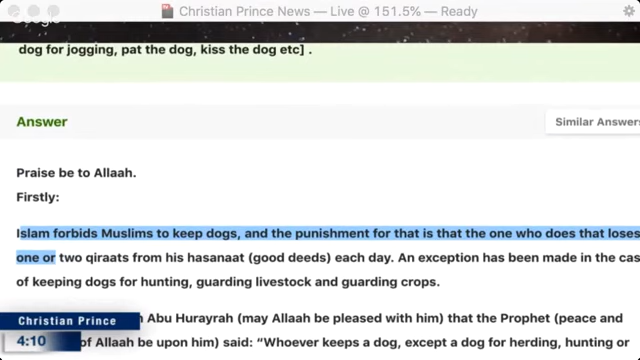 Christian Prince News — Live @ 151.5% — Ready
Google
dog for jogging, pat the dog, kiss the dog etc] .
Answer
Similar Answers
Praise be to Allaah.
Firstly:
Islam forbids Muslims to keep dogs, and the punishment for that is that the one who does that loses
one or two qiraats from his hasanaat (good deeds) each day. An exception has been made in the cas
of keeping dogs for hunting, guarding livestock and guarding crops.
Abu Hurayrah (may Allaah be pleased with him) that the Prophet (peace and
of Allaah be upon him) said: “Whoever keeps a dog, except a dog for herding, hunting or
Christian Prince
4:10